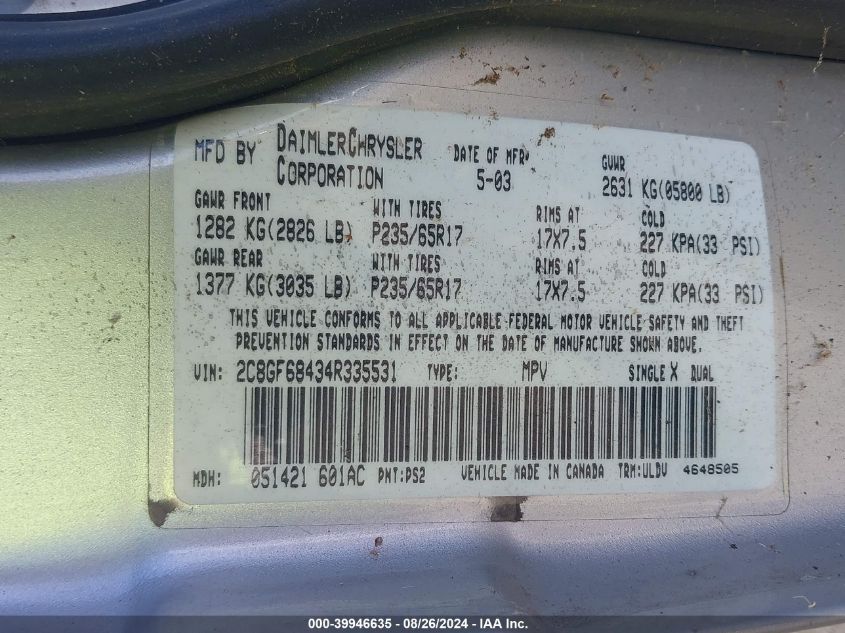 MFD BY DAIMLERCHRYSLER CORPORATION DATE OF MFR• 5-03 GVWR 2631 KG(05800 LB)
GAWR FRONT WITH TIRES RIMS AT COLD
1282 KG(2826 LB) P235/65R17 17X7.5 227 KPA(33 PSI)
GAWR REAR WITH TIRES RIMS AT COLD
1377 KG(3035 LB) P235/65R17 17X7.5 227 KPA(33 PSI)
THIS VEHICLE CONFORMS TO ALL APPLICABLE FEDERAL MOTOR VEHICLE SAFETY AND THEFT
PREVENTION STANDARDS IN EFFECT ON THE DATE OF MANUFACTURE SHOWN ABOVE.
VIN: 2C8GF68434R335531 TYPE: MPV SINGLE X DUAL
MDH: 051421 601AC PNT:PS2 VEHICLE MADE IN CANADA TRM:ULDV 4648505
000-39946635 - 08/26/2024 - IAA Inc.